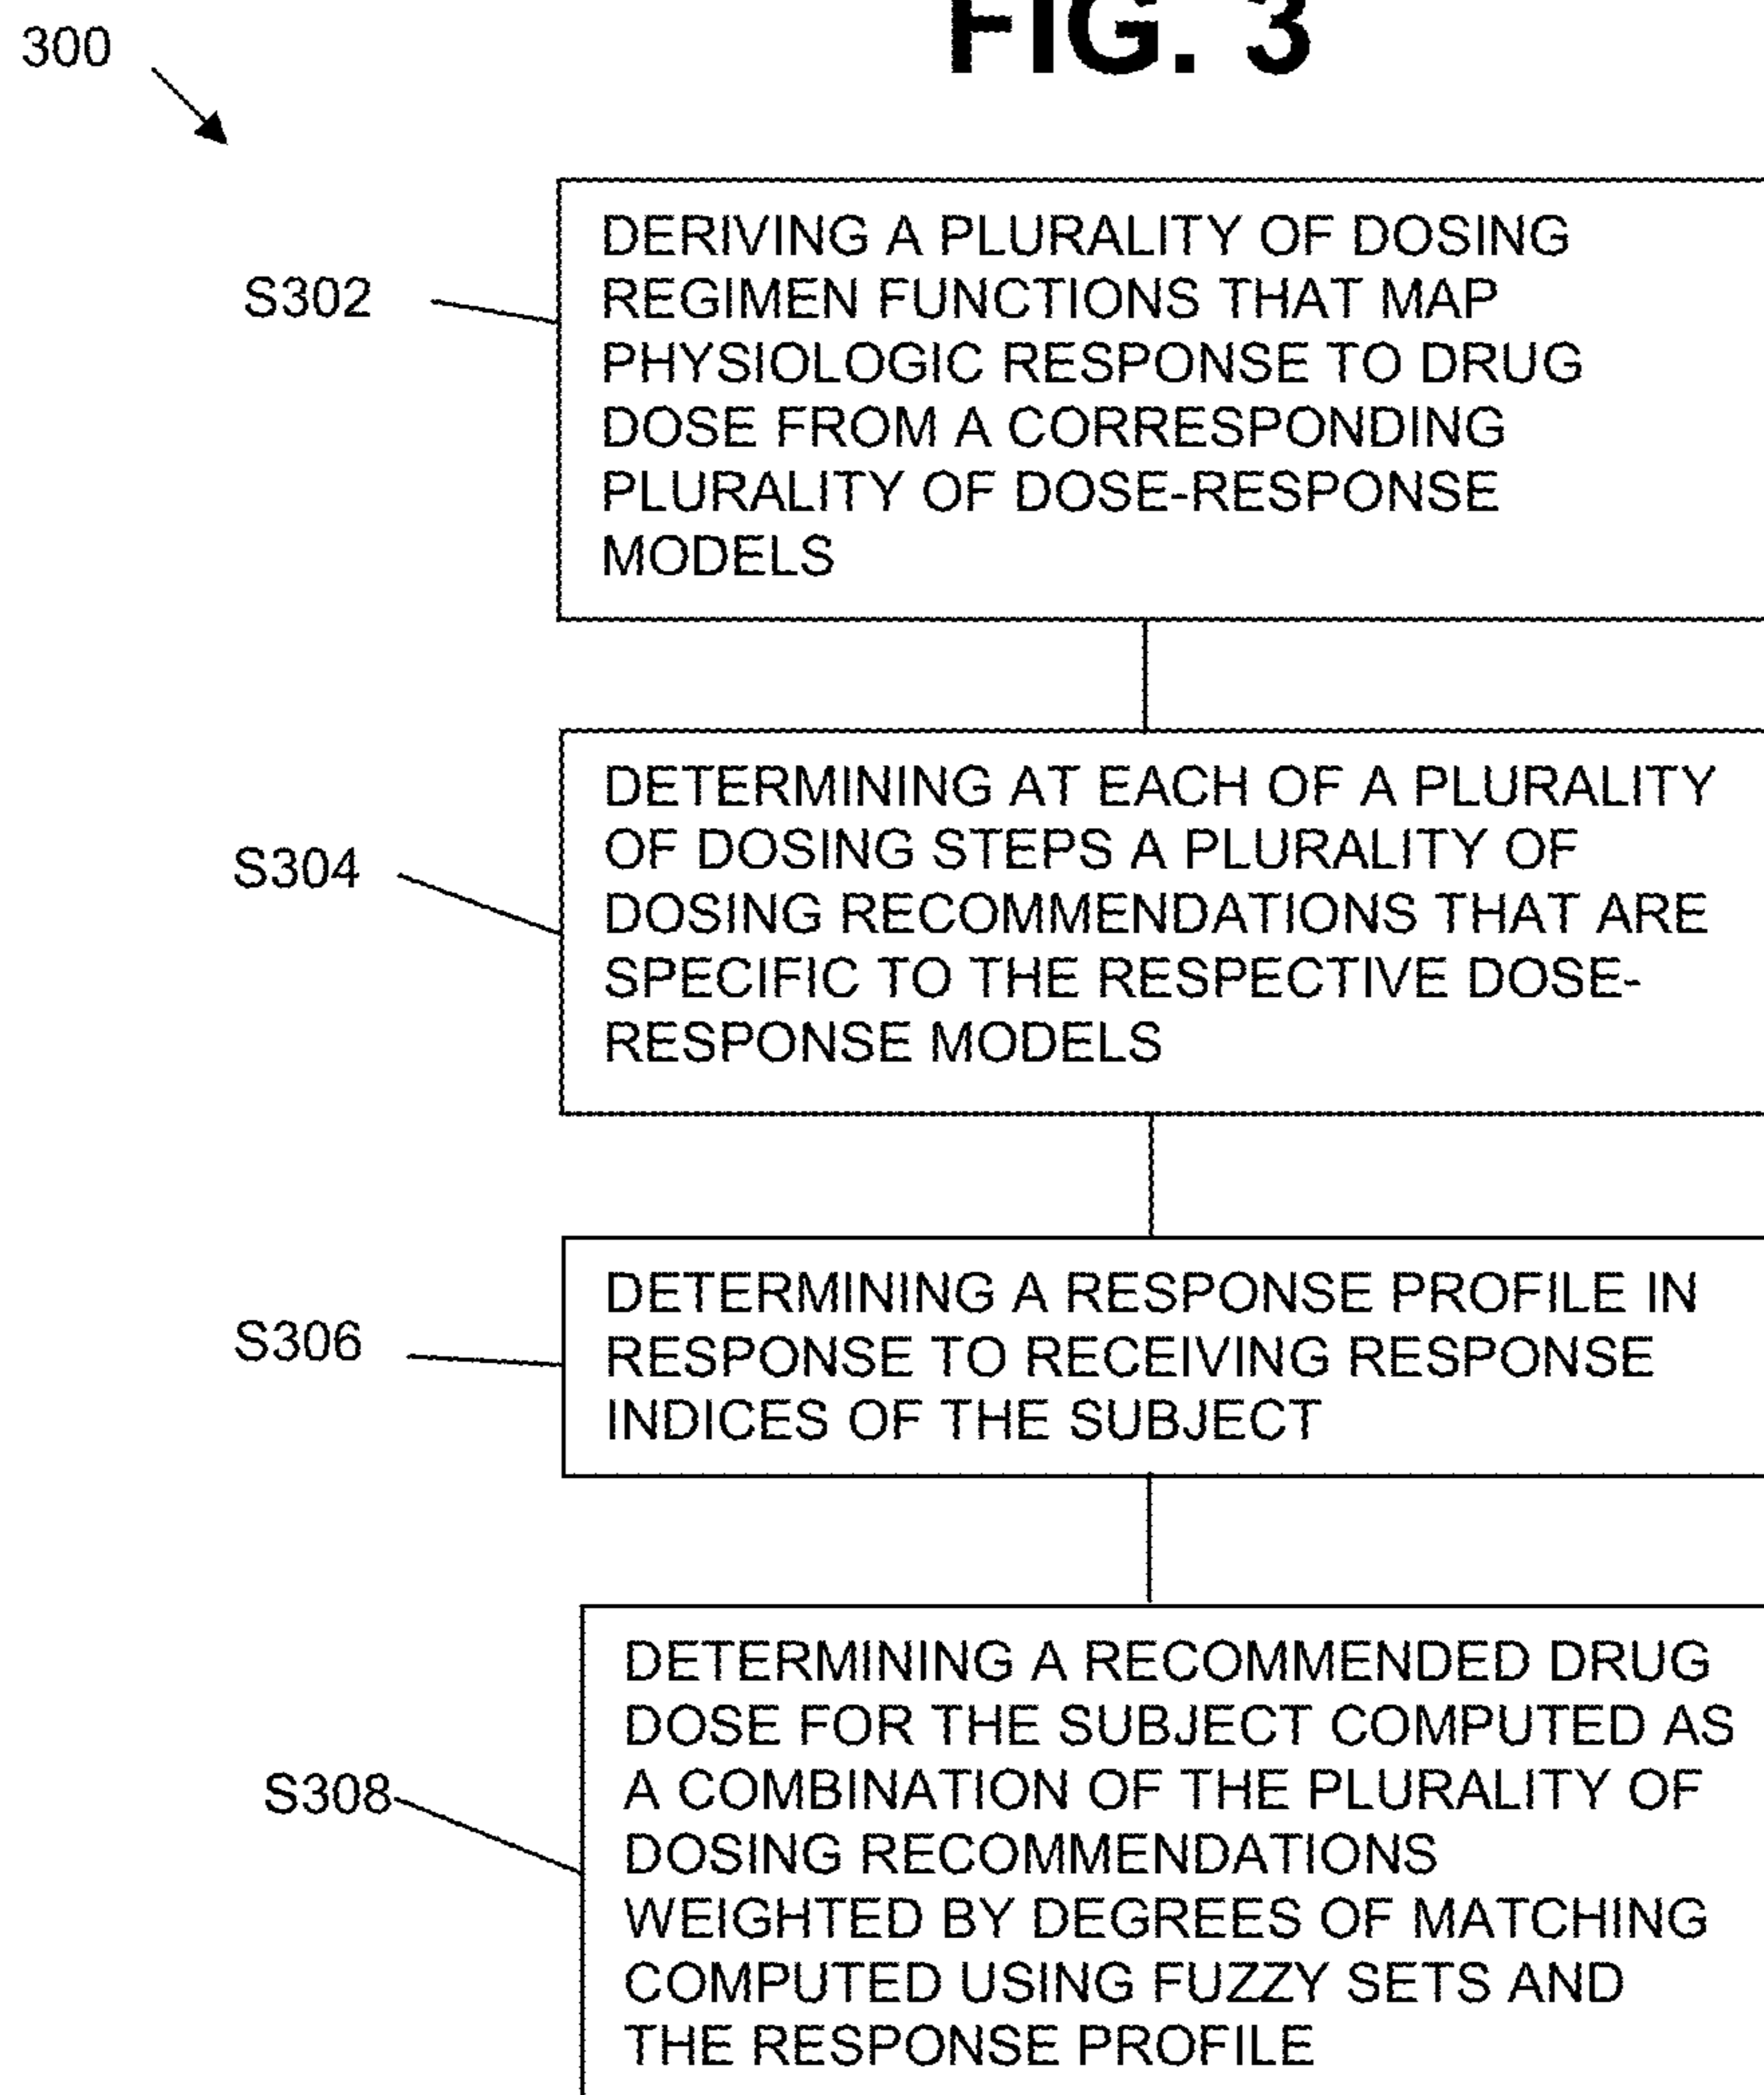 FIG. 3
300
S302
DERIVING A PLURALITY OF DOSING
REGIMEN FUNCTIONS THAT MAP
PHYSIOLOGIC RESPONSE TO DRUG
DOSE FROM A CORRESPONDING
PLURALITY OF DOSE-RESPONSE
MODELS
S304
DETERMINING AT EACH OF A PLURALITY
OF DOSING STEPS A PLURALITY OF
DOSING RECOMMENDATIONS THAT ARE
SPECIFIC TO THE RESPECTIVE DOSE-
RESPONSE MODELS
S306
DETERMINING A RESPONSE PROFILE IN
RESPONSE TO RECEIVING RESPONSE
INDICES OF THE SUBJECT
S308
DETERMINING A RECOMMENDED DRUG
DOSE FOR THE SUBJECT COMPUTED AS
A COMBINATION OF THE PLURALITY OF
DOSING RECOMMENDATIONS
WEIGHTED BY DEGREES OF MATCHING
COMPUTED USING FUZZY SETS AND
THE RESPONSE PROFILE